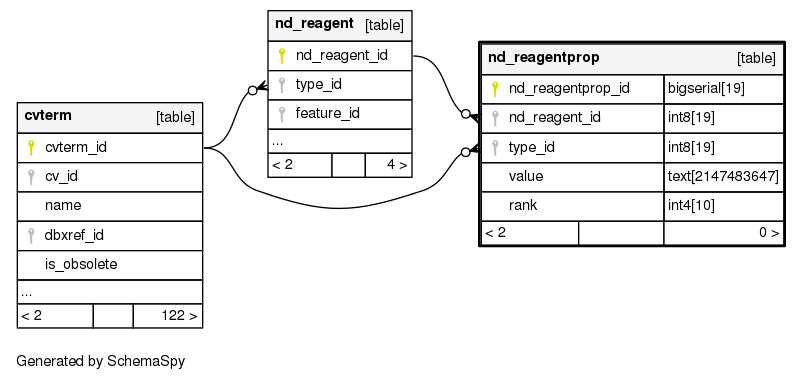 nd_reagent [table]
nd_reagent_id
type_id
feature_id
...
< 2 4 >
nd_reagentprop [table]
nd_reagentprop_id bigserial[19]
nd_reagent_id int8[19]
type_id int8[19]
value text[2147483647]
rank int4[10]
< 2 0 >
cvterm [table]
cvterm_id
cv_id
name
dbxref_id
is_obsolete
...
< 2 122 >
Generated by SchemaSpy